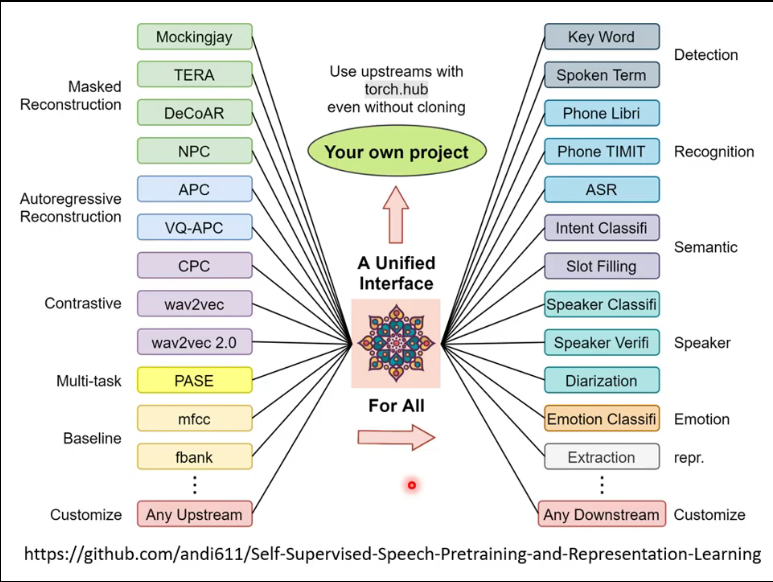 Masked
Reconstruction
Mockingjay
TERA
DeCoAR
NPC
Autoregressive
Reconstruction
APC
VQ-APC
Contrastive
CPC
wav2vec
wav2vec 2.0
Multi-task
PASE
Baseline
mfcc
fbank
Customize
Any Upstream
Use upstreams with
torch.hub
even without cloning
Your own project
A Unified
Interface
For All
Key Word
Spoken Term
Detection
Phone Libri
Phone TIMIT
ASR
Recognition
Intent Classifi
Slot Filling
Semantic
Speaker Classifi
Speaker Verifi
Diarization
Speaker
Emotion Classifi
Emotion
Extraction
repr.
Any Downstream
Customize
https://github.com/andi611/Self-Supervised-Speech-Pretraining-and-Representation-Learning